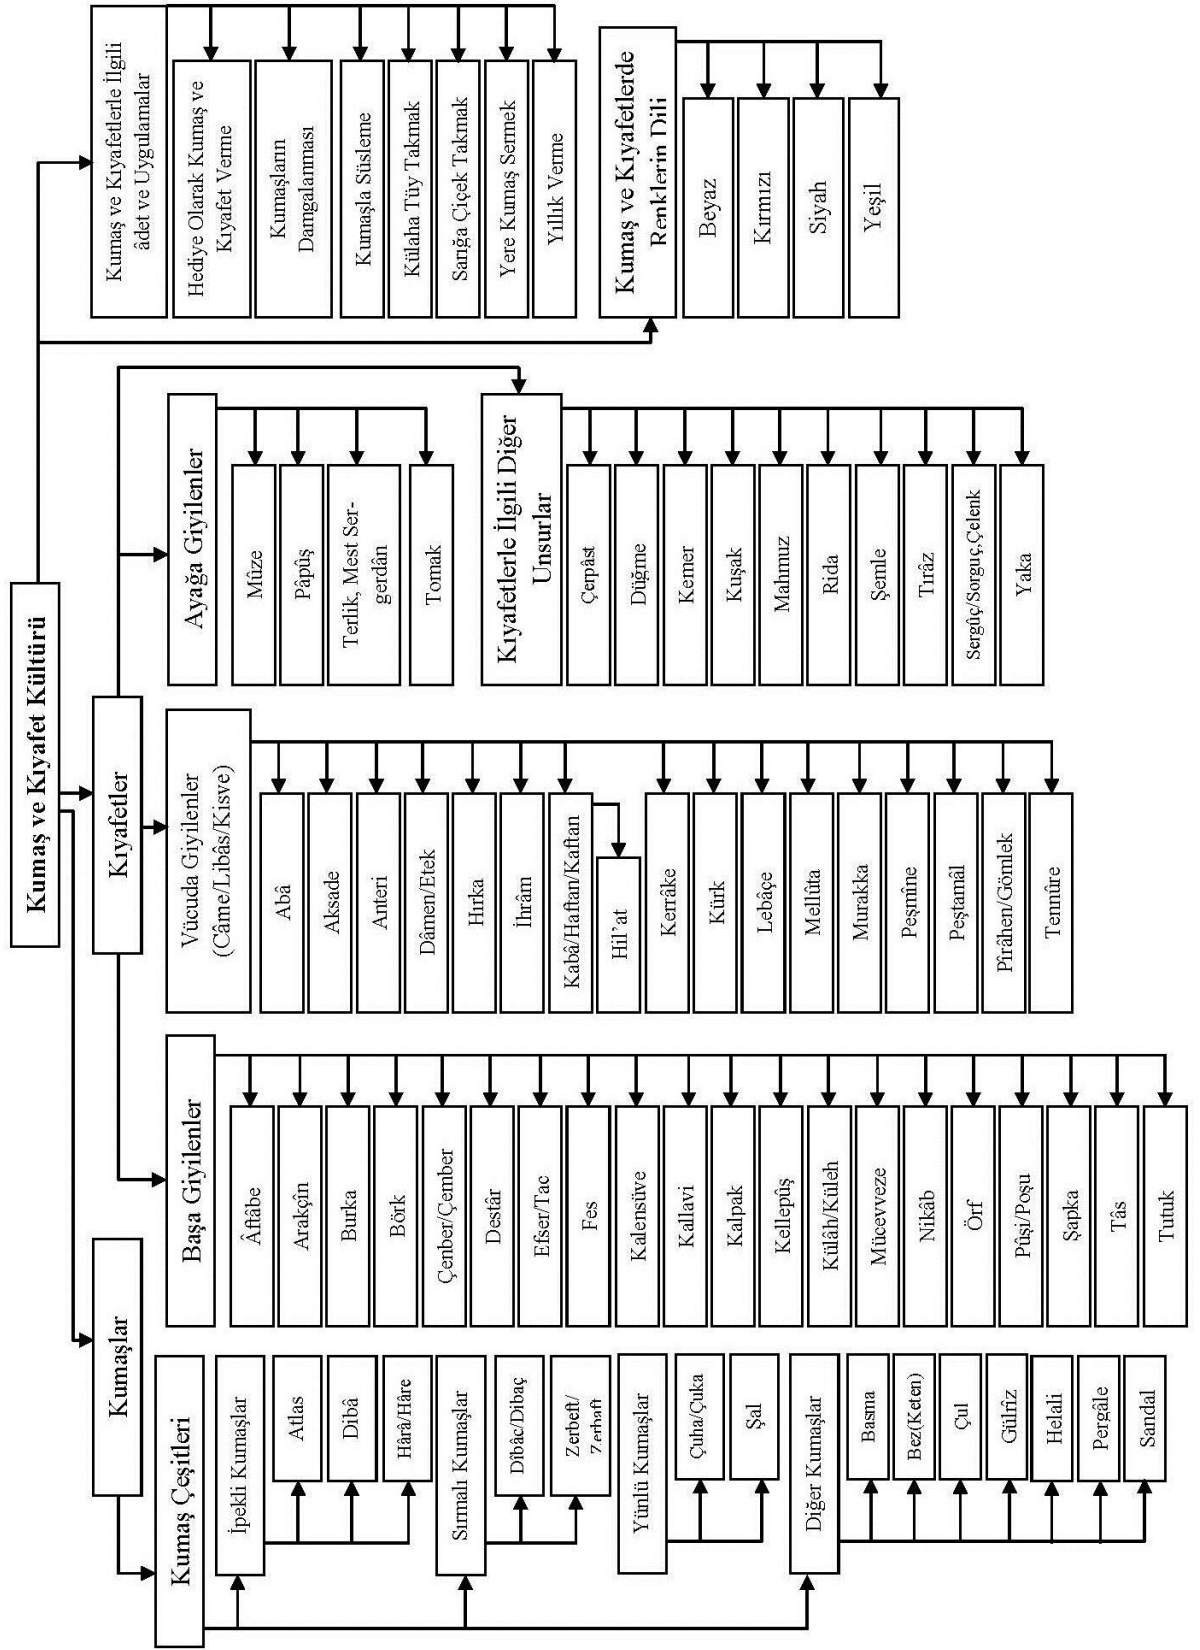 Kumaş ve Kıyafet Kültürü
Kumaşlar
Kumaş Çeşitleri
İpekli Kumaşlar
Atlas
Dibâ
Hârâ/Hâre
Sırmalı Kumaşlar
Dîbâc/Dibaç
Zerbeft/
Zerbaft
Yünlü Kumaşlar
Çuha/Çuka
Şal
Diğer Kumaşlar
Basma
Bez(Keten)
Çul
Gülrîz
Helali
Pergâle
Sandal
Kıyafetler
Başa Giyilenler
Âftâbe
Arakçîn
Burka
Börk
Çenber/Çember
Destâr
Efser/Tac
Fes
Kalensüve
Kallavi
Kalpak
Kellepûş
Külâh/Küleh
Mücevveze
Nikâb
Örf
Pûşi/Poşu
Şapka
Tâs
Tutuk
Vücuda Giyilenler
(Câme/Libâs/Kisve)
Abâ
Aksade
Anteri
Dâmen/Etek
Hırka
İhrâm
Kabâ/Haftan/Kaftan
Hil’at
Kerrâke
Kürk
Lebâçe
Mellûta
Murakka
Peşmîne
Peştamâl
Pîrâhen/Gömlek
Tennûre
Ayağa Giyilenler
Mûze
Pâpûş
Terlik, Mest Ser-
gerdân
Tomak
Kıyafetlerle İlgili Diğer
Unsurlar
Çerpâst
Düğme
Kemer
Kuşak
Mahmuz
Rida
Şemle
Tırâz
Sergûç/Sorguç,Çelenk
Yaka
Kumaş ve Kıyafetlerle İlgili
âdet ve Uygulamalar
Hediye Olarak Kumaş ve
Kıyafet Verme
Kumaşların
Damgalanması
Kumaşla Süsleme
Külaha Tüy Takmak
Sarığa Çiçek Takmak
Yere Kumaş Sermek
Yıllık Verme
Kumaş ve Kıyafetlerde
Renklerin Dili
Beyaz
Kırmızı
Siyah
Yeşil